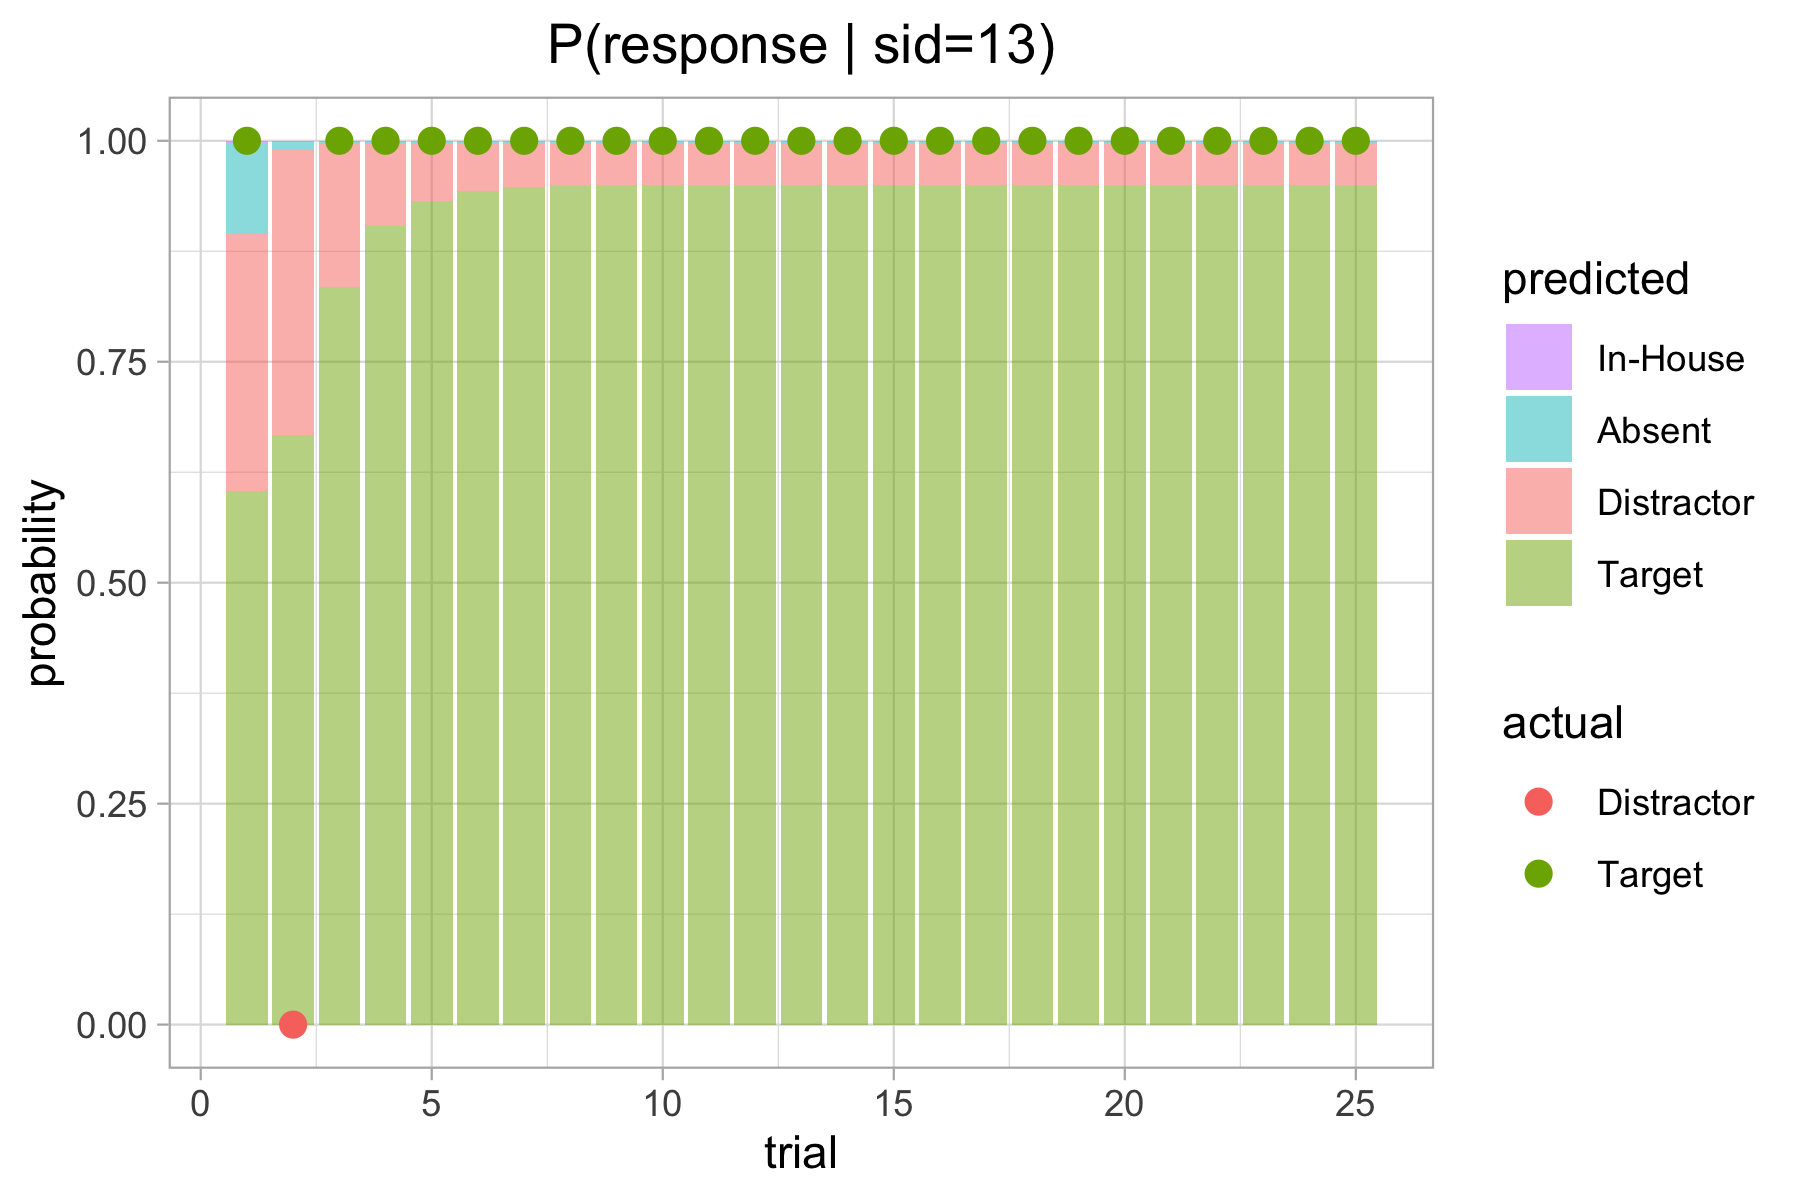 P(response | sid=13)
probability
1.00
0.75
0.50
0.25
0.00
0 5 10 15 20 25
trial
predicted
In-House
Absent
Distractor
Target
actual
Distractor
Target